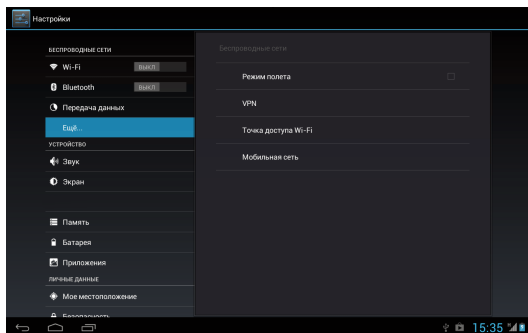 Настройки
БЕСПРОВОДНЫЕ СЕТИ
Wi-Fi
ВЫКЛ
Bluetooth
ВЫКЛ
Передача данных
Ещё...
УСТРОЙСТВО
Звук
Экран
Память
Батарея
Приложения
ЛИЧНЫЕ ДАННЫЕ
Мое местоположение
Безопасность
Беспроводные сети
Режим полета
VPN
Точка доступа Wi-Fi
Мобильная сеть
15:35